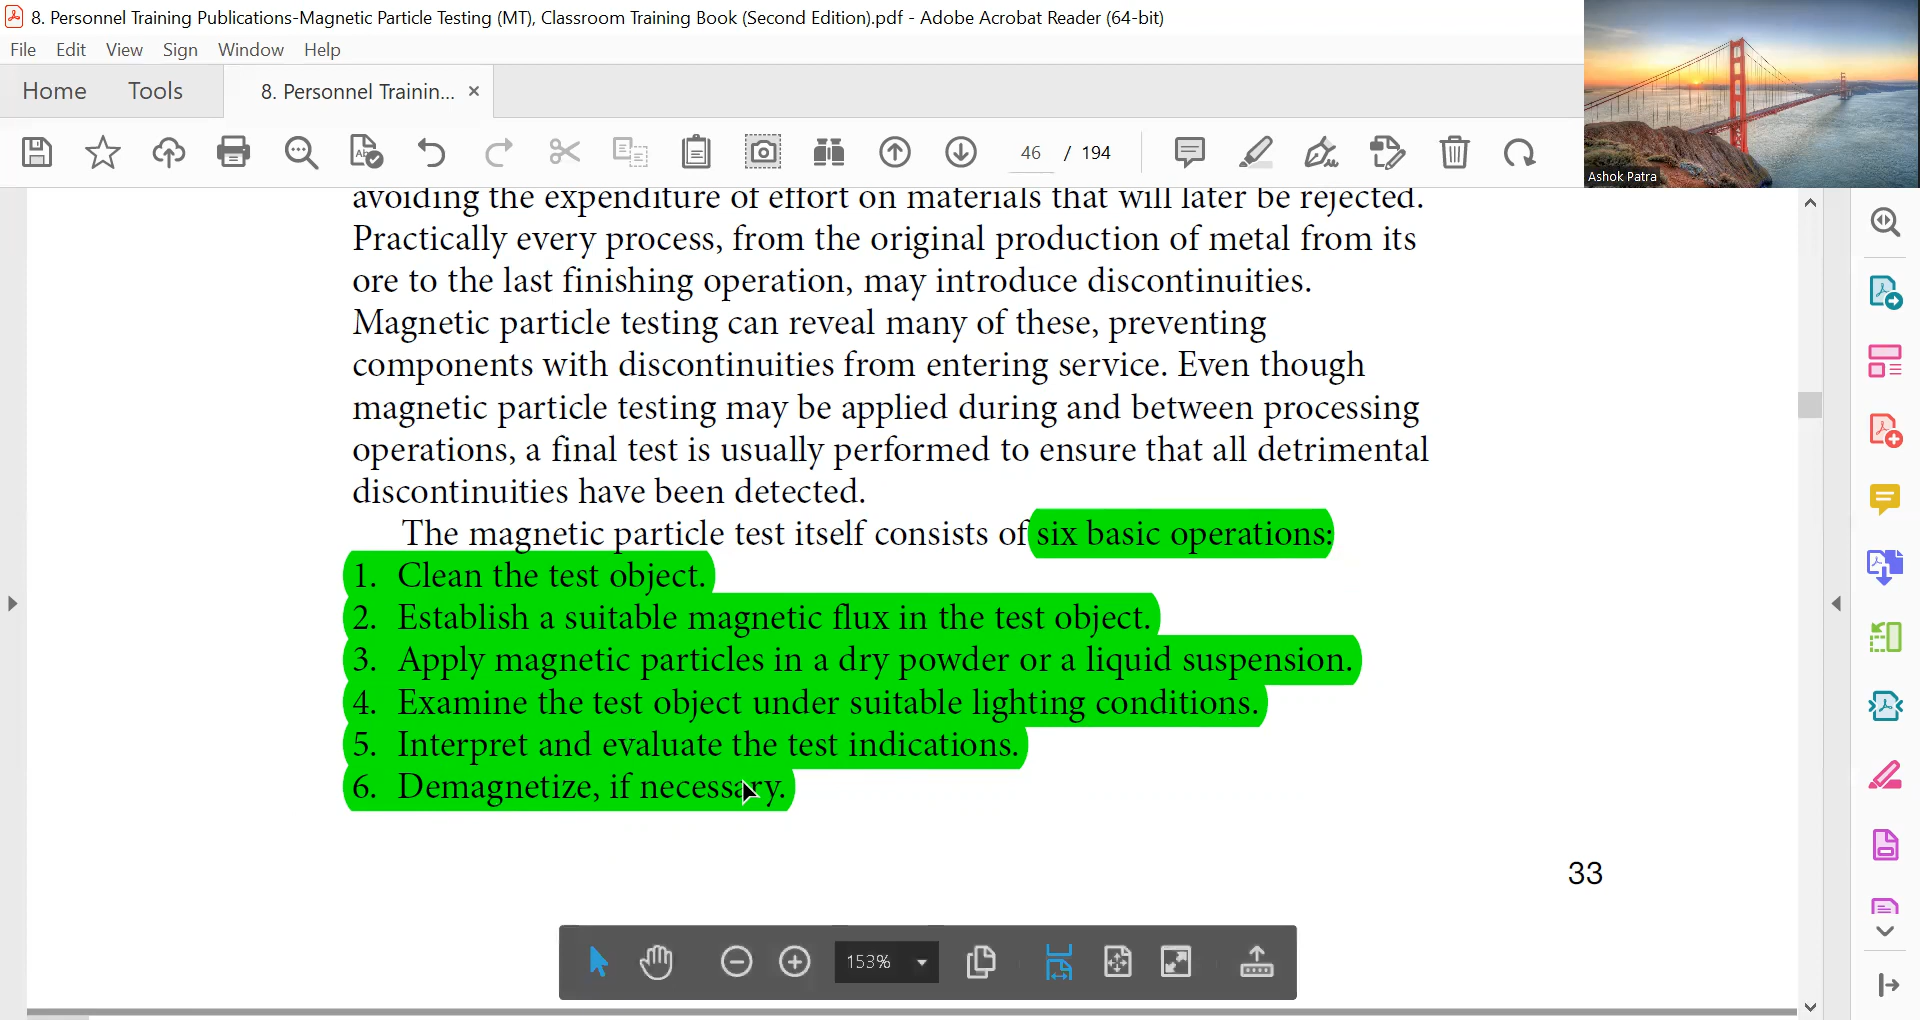 8. Personnel Training Publications-Magnetic Particle Testing (MT), Classroom Training Book (Second Edition).pdf - Adobe Acrobat Reader (64-bit)
File Edit View Sign Window Help
Home Tools 8. Personnel Trainin... ×
46 / 194
Ashok Patra
avoiding the expenditure of effort on materials that will later be rejected.
Practically every process, from the original production of metal from its
ore to the last finishing operation, may introduce discontinuities.
Magnetic particle testing can reveal many of these, preventing
components with discontinuities from entering service. Even though
magnetic particle testing may be applied during and between processing
operations, a final test is usually performed to ensure that all detrimental
discontinuities have been detected.
The magnetic particle test itself consists of six basic operations:
1. Clean the test object.
2. Establish a suitable magnetic flux in the test object.
3. Apply magnetic particles in a dry powder or a liquid suspension.
4. Examine the test object under suitable lighting conditions.
5. Interpret and evaluate the test indications.
6. Demagnetize, if necessary.
33
153%